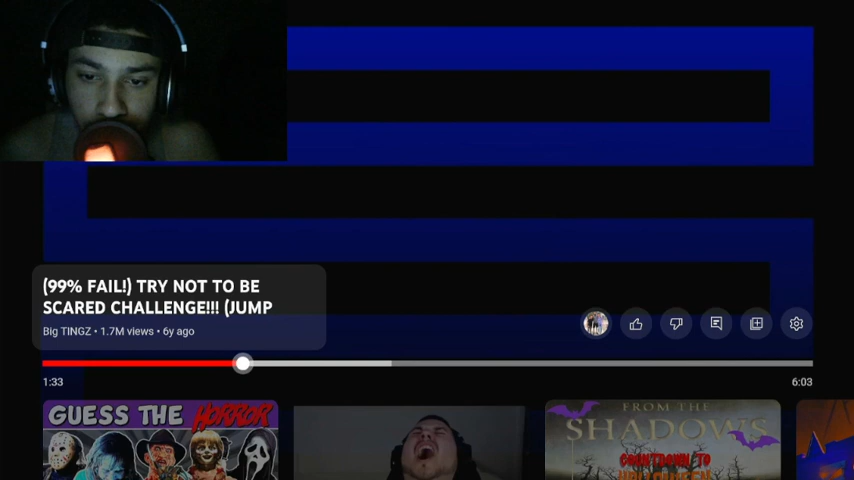 (99% FAIL!) TRY NOT TO BE
SCARED CHALLENGE!!! (JUMP
Big TINGZ • 1.7M views • 6y ago
1:33
6:03
GUESS THE HORROR
FROM THE
SHADOWS
COUNTDOWN TO
HALLOWEEN